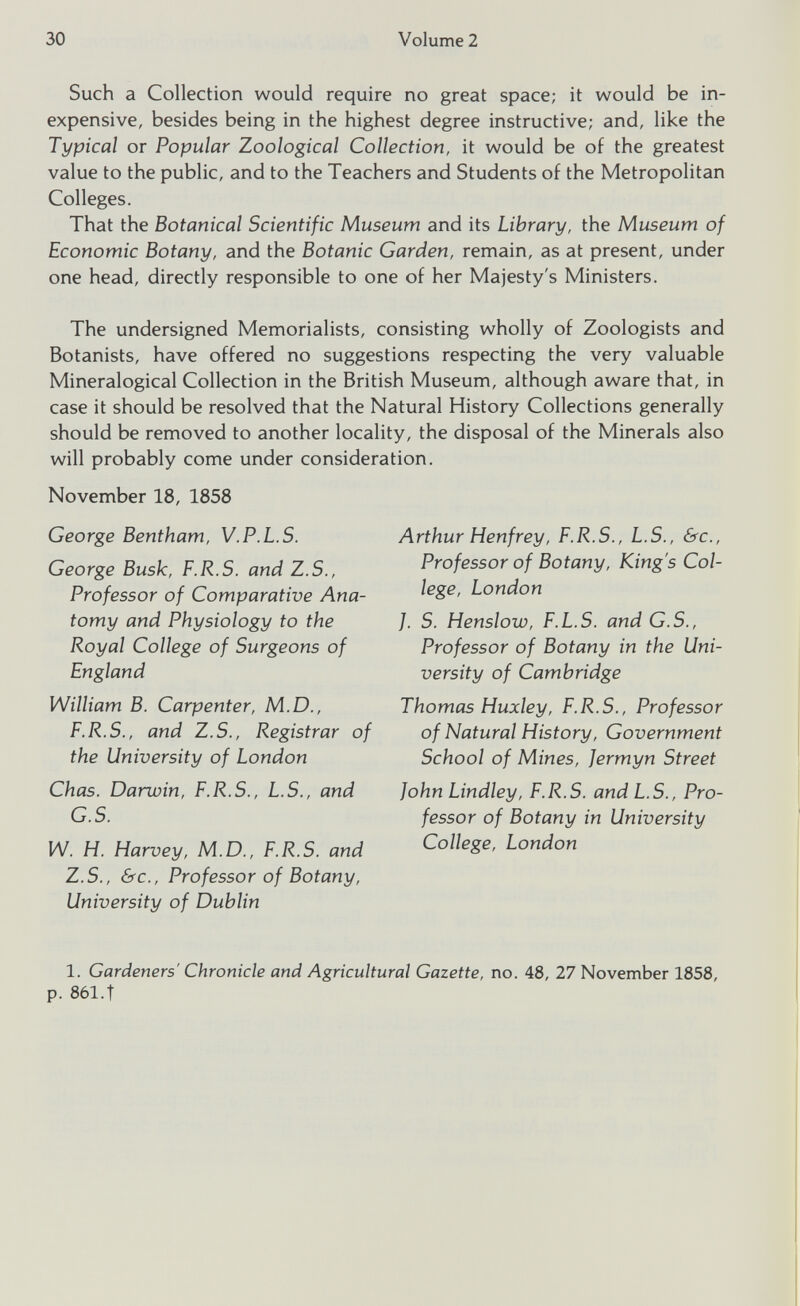 30 Volume 2
Such a Collection would require no great space; it would be in-
expensive, besides being in the highest degree instructive; and, like the
Typical or Popular Zoological Collection, it would be of the greatest
value to the public, and to the Teachers and Students of the Metropolitan
Colleges.
That the Botanical Scientific Museum and its Library, the Museum of
Economic Botany, and the Botanic Garden, remain, as at present, under
one head, directly responsible to one of her Majesty's Ministers.
The undersigned Memorialists, consisting wholly of Zoologists and
Botanists, have offered no suggestions respecting the very valuable
Mineralogical Collection in the British Museum, although aware that, in
case it should be resolved that the Natural History Collections generally
should be removed to another locality, the disposal of the Minerals also
will probably come under consideration.
November 18, 1858
George Bentham, V.P.L.S.
George Busk, F.R.S. and Z.S.,
Professor of Comparative Ana-
tomy and Physiology to the
Royal College of Surgeons of
England
William B. Carpenter, M.D.,
F.R.S., and Z.S., Registrar of
the University of London
Chas. Darwin, F.R.S., L.S., and
G.S.
W. H. Harvey, M.D., F.R.S. and
Z.S., &c., Professor of Botany,
University of Dublin
Arthur Henfrey, F.R.S., L.S., &c.,
Professor of Botany, King's Col-
lege, London
J. S. Henslow, F.L.S. and G.S.,
Professor of Botany in the Uni-
versity of Cambridge
Thomas Huxley, F.R.S., Professor
of Natural History, Government
School of Mines, Jermyn Street
John Lindley, F.R.S. and L.S., Pro-
fessor of Botany in University
College, London
1. Gardeners' Chronicle and Agricultural Gazette, no. 48, 27 November 1858,
p. 861.†